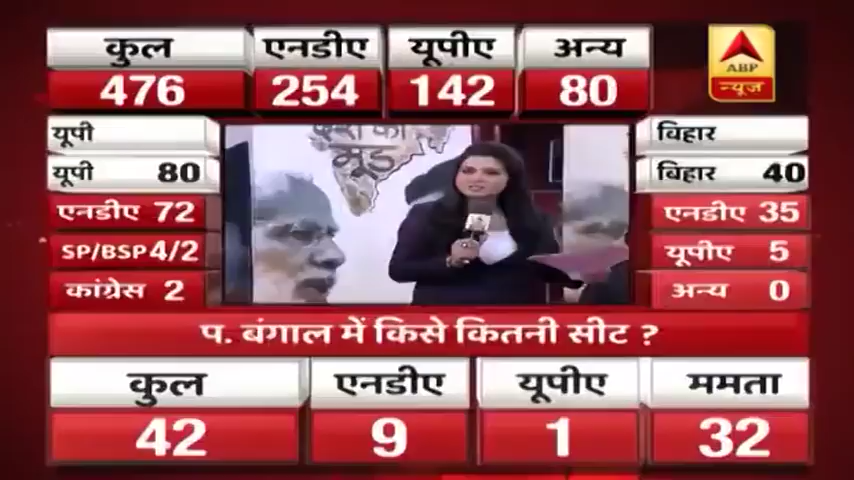 कुल एनडीए यूपीए अन्य
476 254 142 80
ABP
न्यूज़
यूपी
यूपी 80
एनडीए 72
SP/BSP 4/2
कांग्रेस 2
देश का
मूड
बिहार
बिहार 40
एनडीए 35
यूपीए 5
अन्य 0
प. बंगाल में किसे कितनी सीट ?
कुल एनडीए यूपीए ममता
42 9 1 32